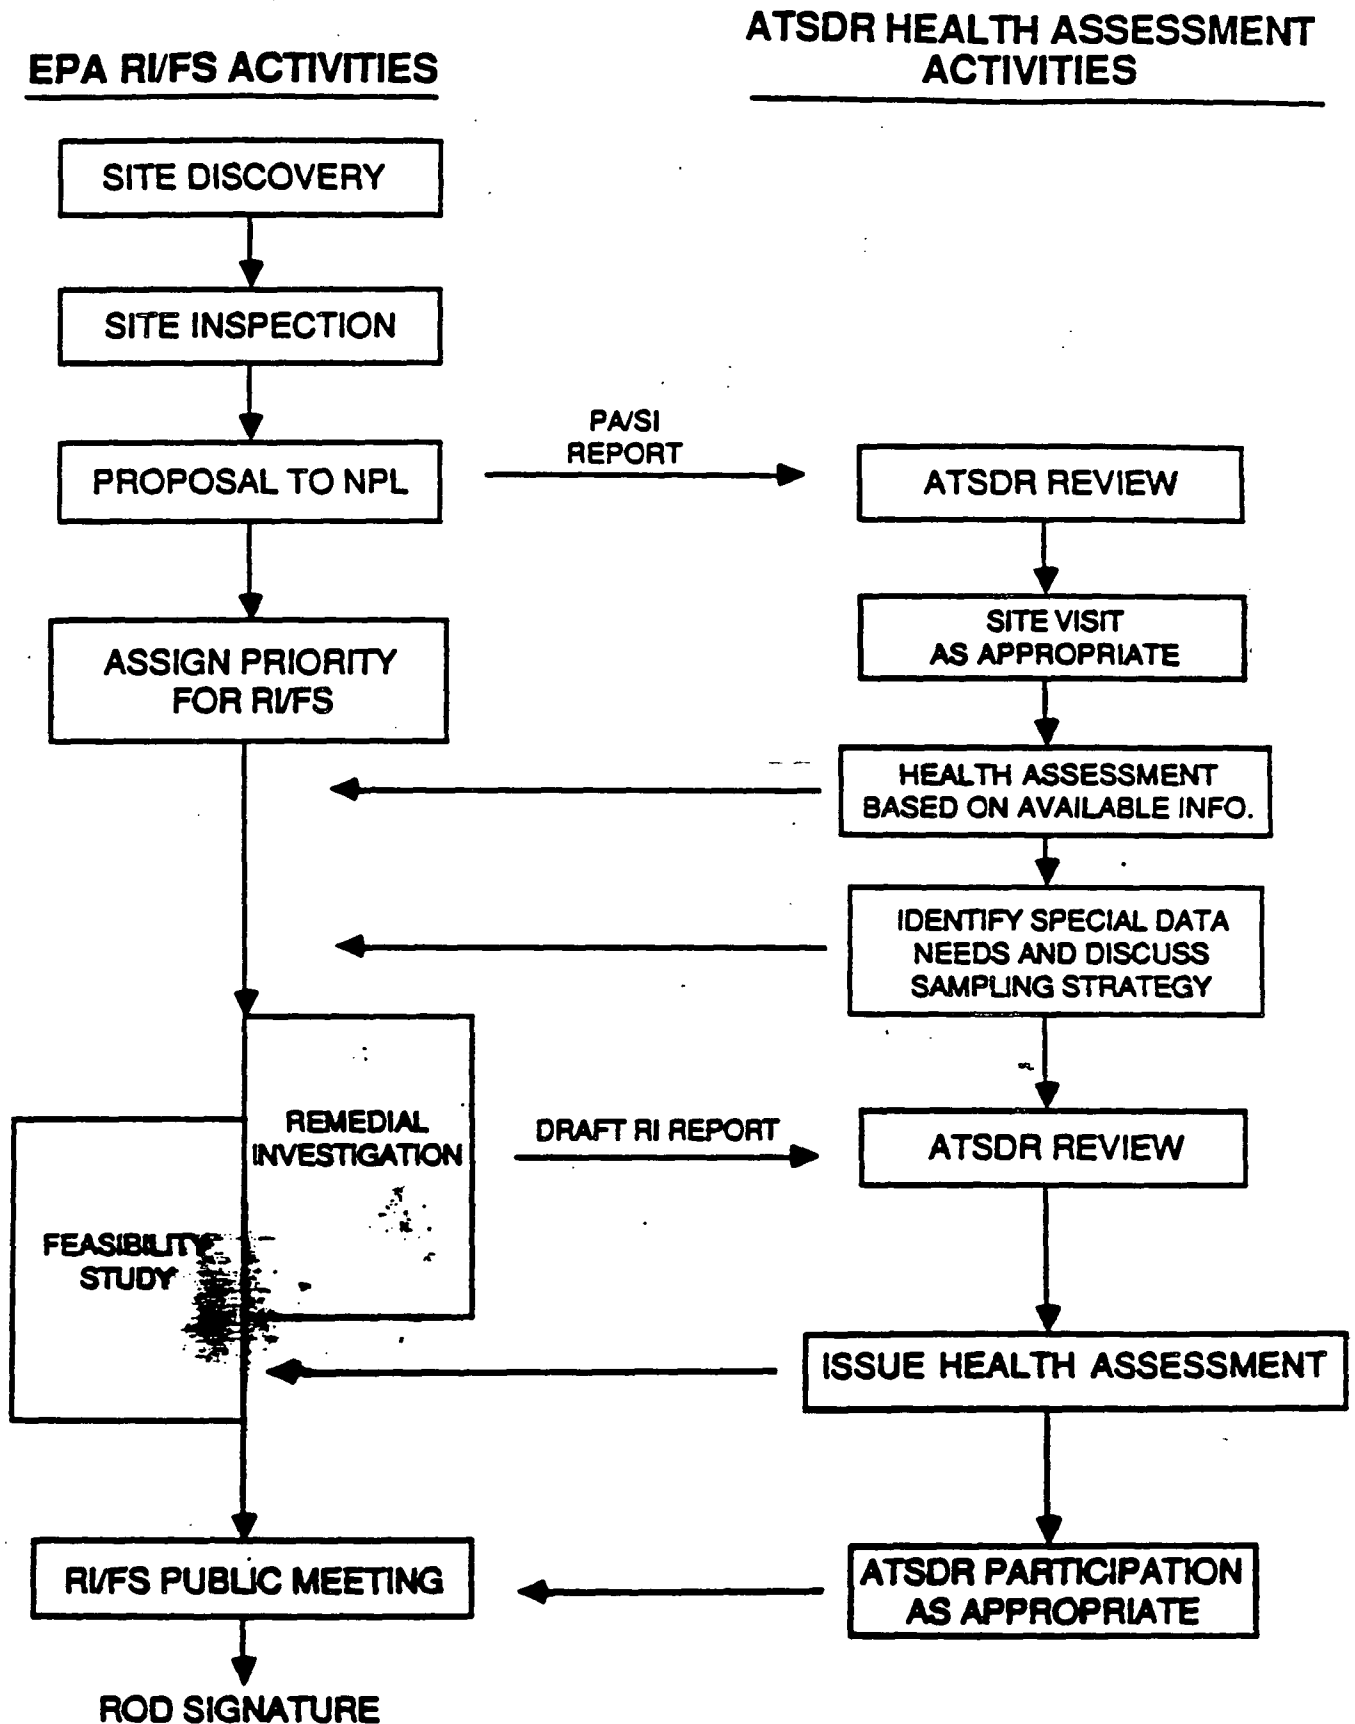 EPA RI/FS ACTIVITIES
ATSDR HEALTH ASSESSMENT
ACTIVITIES
SITE DISCOVERY
SITE INSPECTION
PROPOSAL TO NPL
PA/SI
REPORT
ATSDR REVIEW
SITE VISIT
AS APPROPRIATE
ASSIGN PRIORITY
FOR RI/FS
HEALTH ASSESSMENT
BASED ON AVAILABLE INFO.
IDENTIFY SPECIAL DATA
NEEDS AND DISCUSS
SAMPLING STRATEGY
REMEDIAL
INVESTIGATION
DRAFT RI REPORT
ATSDR REVIEW
FEASIBILITY
STUDY
ISSUE HEALTH ASSESSMENT
RI/FS PUBLIC MEETING
ATSDR PARTICIPATION
AS APPROPRIATE
ROD SIGNATURE